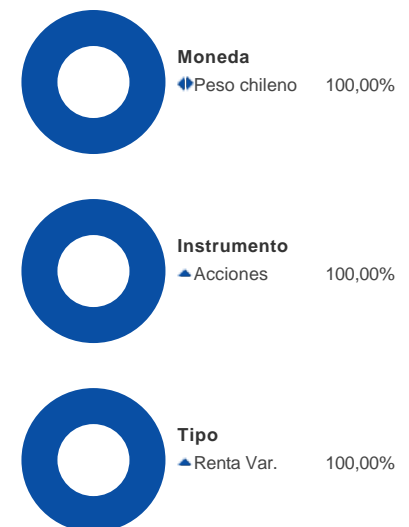 Moneda
Peso chileno 100,00%
Instrumento
Acciones 100,00%
Tipo
Renta Var. 100,00%